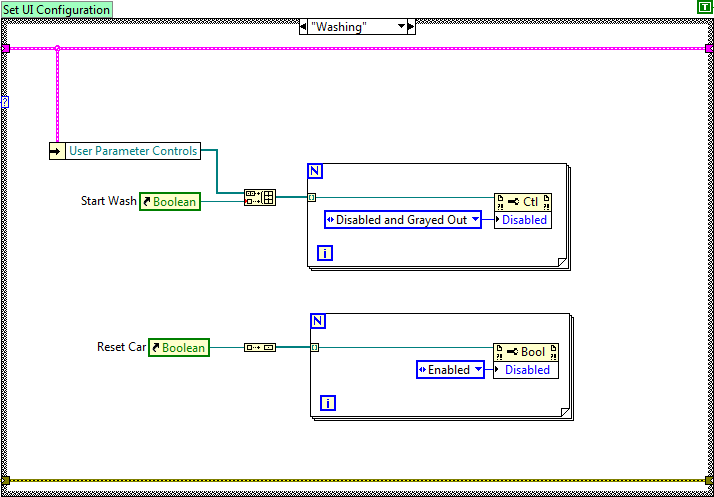 Set UI Configuration
T
"Washing"
?
User Parameter Controls
N
Start Wash
Boolean
Ctl
?!
?!
Disabled and Grayed Out
Disabled
i
N
Reset Car
Boolean
Bool
?!
?!
Enabled
Disabled
i